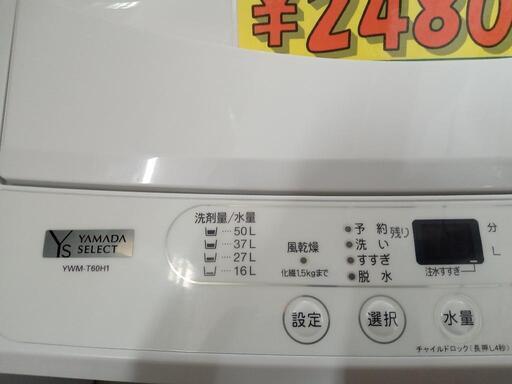 ¥2480
YAMADA
YS SELECT
YWM-T60H1
洗剤量/水量
50L
37L
27L
16L
風乾燥
化繊1.5kgまで
予約
洗い
すすぎ
脱水
残り
分
L
注水すすぎ
設定
選択
水量
チャイルドロック(長押し4秒)